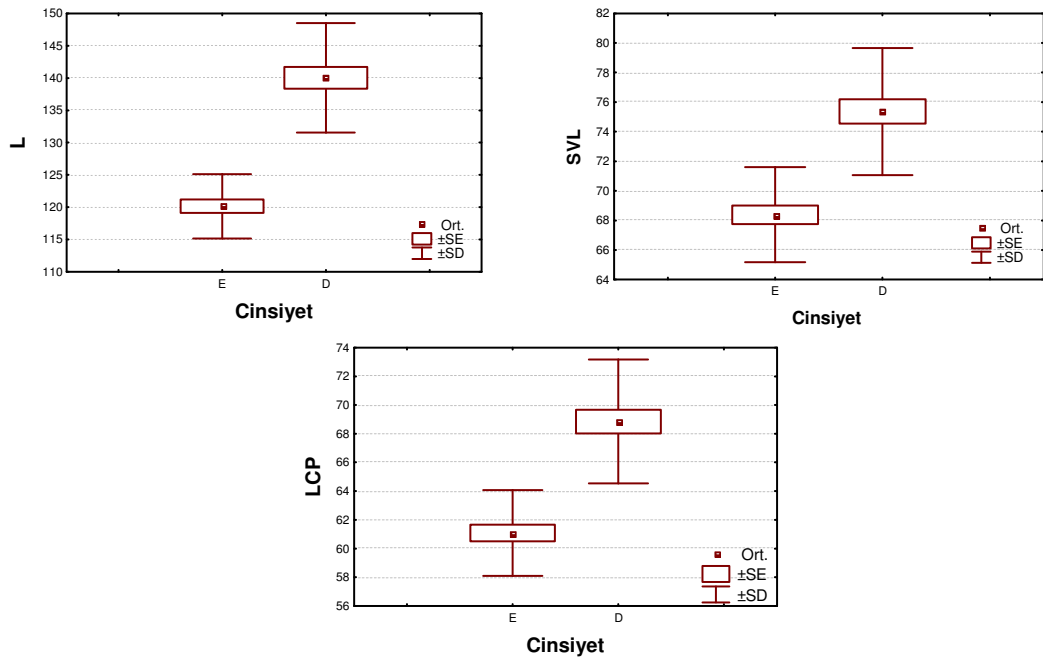 150
145
140
135
130
125
120
115
110
L
E D
Cinsiyet
Ort.
±SE
±SD
82
80
78
76
74
72
70
68
66
64
SVL
E D
Cinsiyet
Ort.
±SE
±SD
74
72
70
68
66
64
62
60
58
56
LCP
E D
Cinsiyet
Ort.
±SE
±SD